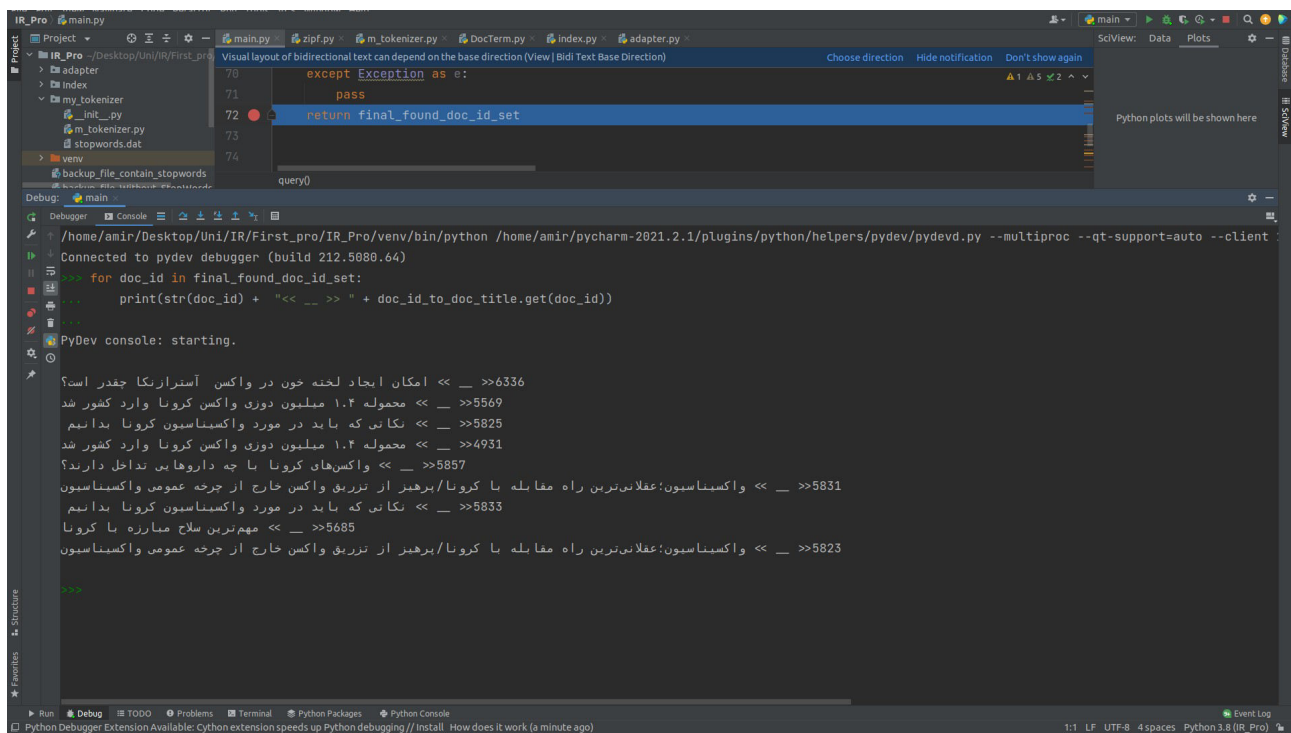 IR_Pro main.py
main
Project
main.py zipf.py m_tokenizer.py DocTerm.py index.py adapter.py
SciView: Data Plots
IR_Pro ~/Desktop/Uni/IR/First_pro/
adapter
Index
my_tokenizer
__init__.py
m_tokenizer.py
stopwords.dat
venv
backup_file_contain_stopwords
Visual layout of bidirectional text can depend on the base direction (View | Bidi Text Base Direction) Choose direction Hide notification Don't show again
70 except Exception as e:
1 5 2
71 pass
72 return final_found_doc_id_set
73
74
query()
Python plots will be shown here
Database
SciView
Project
Debug: main
Debugger Console
/home/amir/Desktop/Uni/IR/First_pro/IR_Pro/venv/bin/python /home/amir/pycharm-2021.2.1/plugins/python/helpers/pydev/pydevd.py --multiproc --qt-support=auto --client
Connected to pydev debugger (build 212.5080.64)
>>> for doc_id in final_found_doc_id_set:
... print(str(doc_id) + "<< __ >> " + doc_id_to_doc_title.get(doc_id))
...
PyDev console: starting.
6336<< __ >> امکان ایجاد لخته خون در واکسن آسترازنکا چقدر است؟
5569<< __ >> محموله ۱.۴ میلیون دوزی واکسن کرونا وارد کشور شد
5825<< __ >> نکاتی که باید در مورد واکسیناسیون کرونا بدانیم
4931<< __ >> محموله ۱.۴ میلیون دوزی واکسن کرونا وارد کشور شد
5857<< __ >> واکسن‌های کرونا با چه داروهایی تداخل دارند؟
5831<< __ >> واکسیناسیون؛عقلانی‌ترین راه مقابله با کرونا/پرهیز از تزریق واکسن خارج از چرخه عمومی واکسیناسیون
5833<< __ >> نکاتی که باید در مورد واکسیناسیون کرونا بدانیم
5685<< __ >> مهم‌ترین سلاح مبارزه با کرونا
5823<< __ >> واکسیناسیون؛عقلانی‌ترین راه مقابله با کرونا/پرهیز از تزریق واکسن خارج از چرخه عمومی واکسیناسیون
>>>
Structure
Favorites
Run Debug TODO Problems Terminal Python Packages Python Console Event Log
Python Debugger Extension Available: Cython extension speeds up Python debugging // Install How does it work (a minute ago) 1:1 LF UTF-8 4 spaces Python 3.8 (IR_Pro)